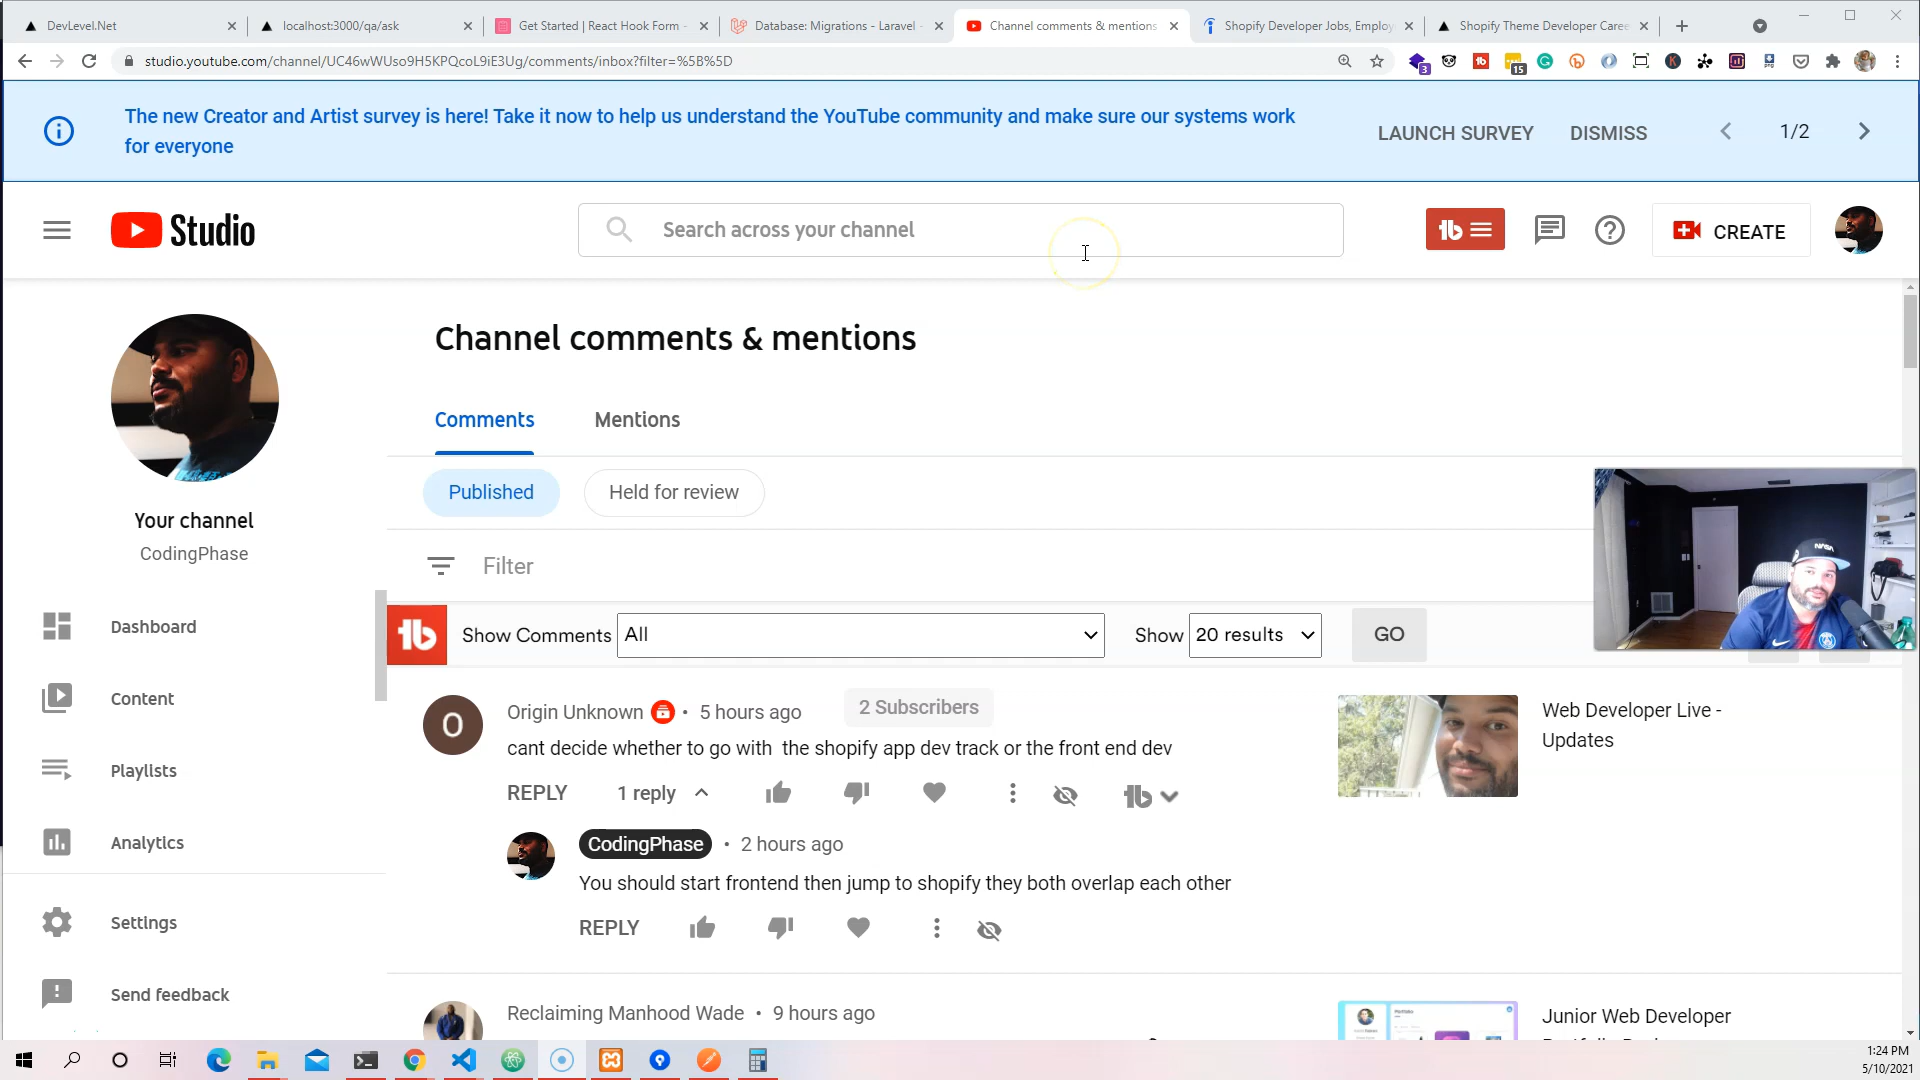 DevLevel.Net
localhost:3000/qa/ask
Get Started | React Hook Form -
Database: Migrations - Laravel -
Channel comments & mentions
Shopify Developer Jobs, Employ
Shopify Theme Developer Caree
studio.youtube.com/channel/UC46wWUso9H5KPQcoL9iE3Ug/comments/inbox?filter=%5B%5D
3
15
The new Creator and Artist survey is here! Take it now to help us understand the YouTube community and make sure our systems work
for everyone
LAUNCH SURVEY
DISMISS
1/2
Studio
Search across your channel
CREATE
Channel comments & mentions
Comments
Mentions
Published
Held for review
Your channel
CodingPhase
Filter
NASA
Dashboard
Show Comments
All
Show
20 results
GO
Content
Origin Unknown • 5 hours ago
2 Subscribers
Web Developer Live -
Updates
O
cant decide whether to go with the shopify app dev track or the front end dev
Playlists
REPLY
1 reply
Analytics
CodingPhase • 2 hours ago
You should start frontend then jump to shopify they both overlap each other
Settings
REPLY
Send feedback
Reclaiming Manhood Wade • 9 hours ago
Junior Web Developer
1:24 PM
5/10/2021